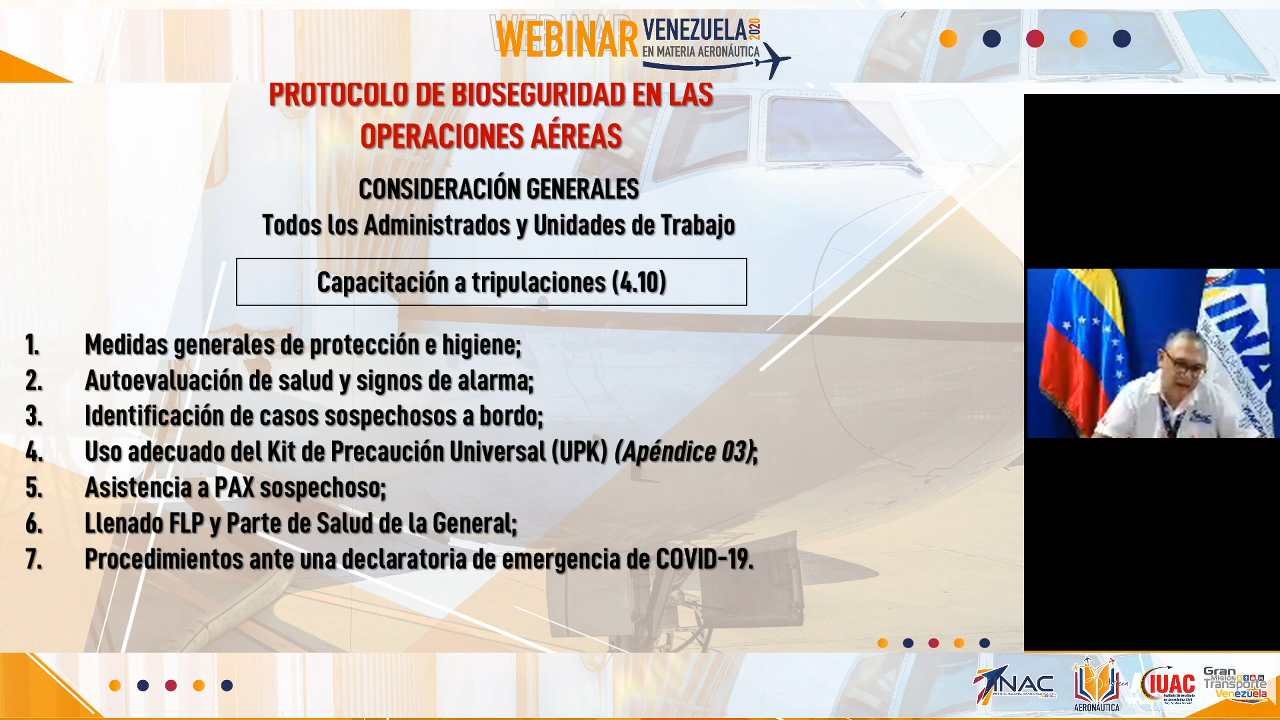 WEBINAR VENEZUELA 2020
EN MATERIA AERONÁUTICA
PROTOCOLO DE BIOSEGURIDAD EN LAS
OPERACIONES AÉREAS
CONSIDERACIÓN GENERALES
Todos los Administrados y Unidades de Trabajo
Capacitación a tripulaciones (4.10)
1. Medidas generales de protección e higiene;
2. Autoevaluación de salud y signos de alarma;
3. Identificación de casos sospechosos a bordo;
4. Uso adecuado del Kit de Precaución Universal (UPK) (Apéndice 03);
5. Asistencia a PAX sospechoso;
6. Llenado FLP y Parte de Salud de la General;
7. Procedimientos ante una declaratoria de emergencia de COVID-19.
INAC
AERONÁUTICA
IUAC
Gran
MISIÓN
Transporte
Venezuela